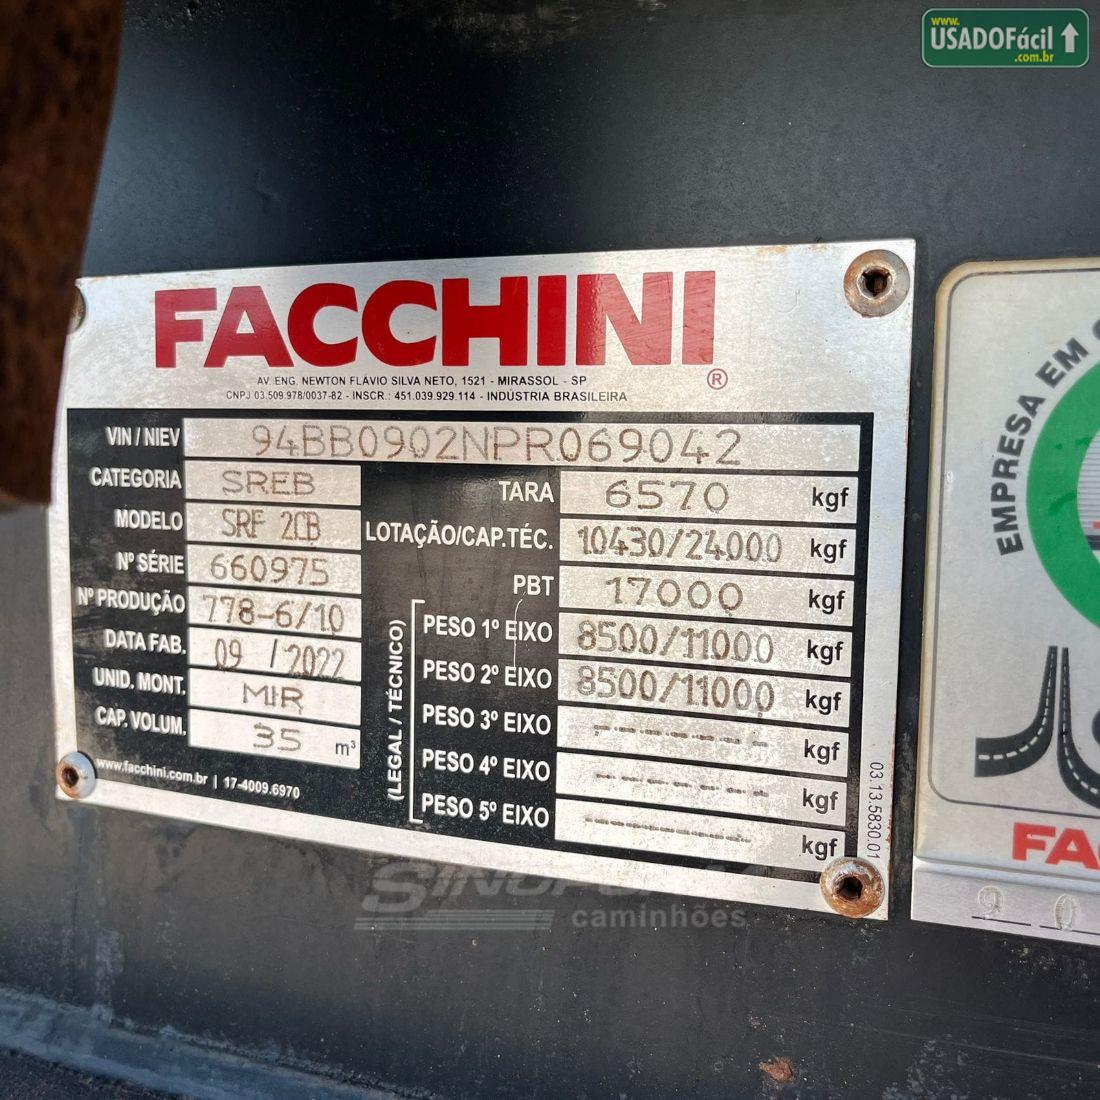 www.
USADOFácil
.com.br
FACCHINI®
AV. ENG. NEWTON FLÁVIO SILVA NETO, 1521 - MIRASSOL - SP
CNPJ 03.509.978/0037-82 - INSCR.: 451.039.929.114 - INDÚSTRIA BRASILEIRA
VIN / NIEV 94BB0902NPR069042
CATEGORIA SREB
MODELO SRF 2CB
Nº SÉRIE 660975
Nº PRODUÇÃO 778-6/10
DATA FAB. 09 / 2022
UNID. MONT. MIR
CAP. VOLUM. 35 m³
www.facchini.com.br | 17-4009.6970
TARA 6570 kgf
LOTAÇÃO/CAP.TÉC. 10430/24000 kgf
PBT 17000 kgf
(LEGAL / TÉCNICO)
PESO 1º EIXO 8500/11000 kgf
PESO 2º EIXO 8500/11000 kgf
PESO 3º EIXO -------- kgf
PESO 4º EIXO -------- kgf
PESO 5º EIXO ---------- kgf
03.13.5830.01
EMPRESA EM
FA
9 0
caminhões